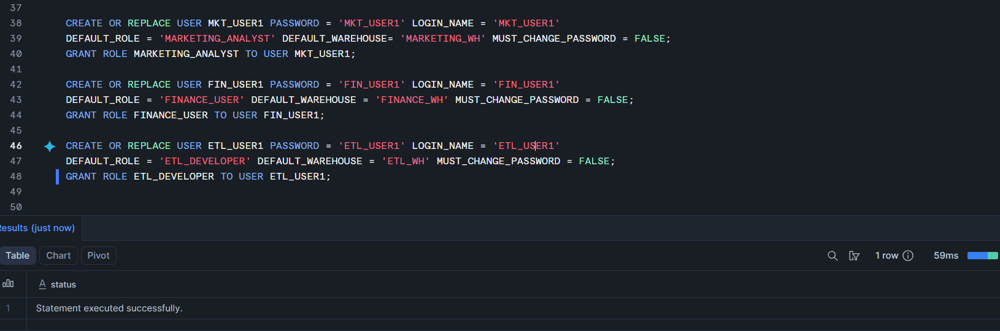 37
38 CREATE OR REPLACE USER MKT_USER1 PASSWORD = 'MKT_USER1' LOGIN_NAME = 'MKT_USER1'
39 DEFAULT_ROLE = 'MARKETING_ANALYST' DEFAULT_WAREHOUSE= 'MARKETING_WH' MUST_CHANGE_PASSWORD = FALSE;
40 GRANT ROLE MARKETING_ANALYST TO USER MKT_USER1;
41
42 CREATE OR REPLACE USER FIN_USER1 PASSWORD = 'FIN_USER1' LOGIN_NAME = 'FIN_USER1'
43 DEFAULT_ROLE = 'FINANCE_USER' DEFAULT_WAREHOUSE = 'FINANCE_WH' MUST_CHANGE_PASSWORD = FALSE;
44 GRANT ROLE FINANCE_USER TO USER FIN_USER1;
45
46 CREATE OR REPLACE USER ETL_USER1 PASSWORD = 'ETL_USER1' LOGIN_NAME = 'ETL_USER1'
47 DEFAULT_ROLE = 'ETL_DEVELOPER' DEFAULT_WAREHOUSE = 'ETL_WH' MUST_CHANGE_PASSWORD = FALSE;
48 GRANT ROLE ETL_DEVELOPER TO USER ETL_USER1;
49
50
Results (just now)
Table Chart Pivot 1 row 59ms
A status
1 Statement executed successfully.